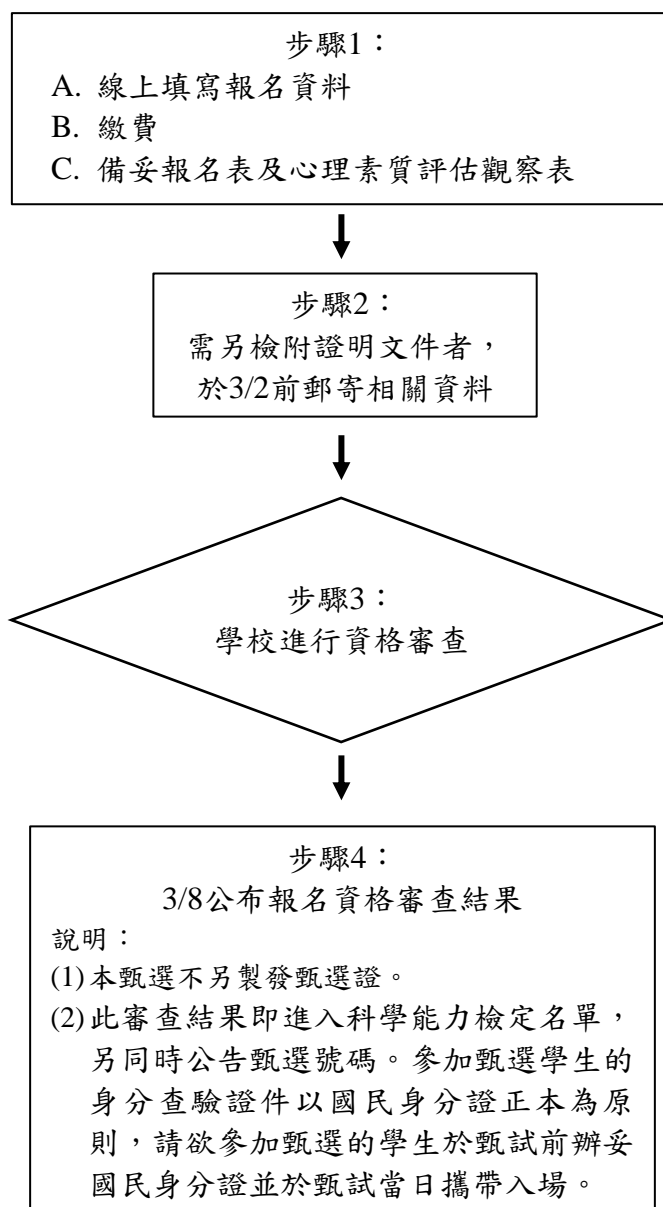 步驟1：
A. 線上填寫報名資料
B. 繳費
C. 備妥報名表及心理素質評估觀察表
步驟2：
需另檢附證明文件者，
於3/2前郵寄相關資料
步驟3：
學校進行資格審查
步驟4：
3/8公布報名資格審查結果
說明：
(1)本甄選不另製發甄選證。
(2)此審查結果即進入科學能力檢定名單，
另同時公告甄選號碼。參加甄選學生的
身分查驗證件以國民身分證正本為原
則，請欲參加甄選的學生於甄試前辦妥
國民身分證並於甄試當日攜帶入場。